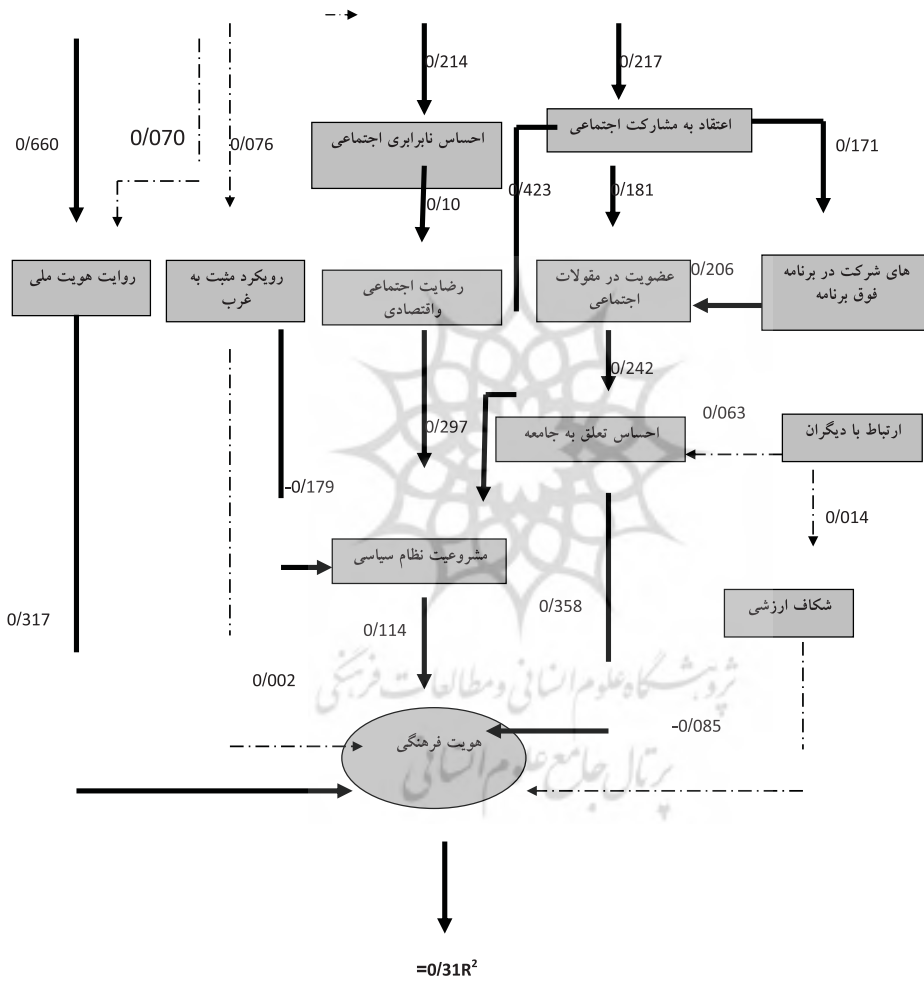 0/214
0/217
0/660
0/070
0/076
احساس نابرابری اجتماعی
اعتقاد به مشارکت اجتماعی
0/171
0/10
0/423
0/181
روایت هویت ملی
رویکرد مثبت به
غرب
رضایت اجتماعی
واقتصادی
عضویت در مقولات
اجتماعی
0/206
های شرکت در برنامه
فوق برنامه
0/242
0/063
0/297
احساس تعلق به جامعه
ارتباط با دیگران
-0/179
0/014
مشروعیت نظام سیاسی
0/317
0/114
0/358
شکاف ارزشی
0/002
پژوهشگاه علوم انسانی و مطالعات فرهنگی
-0/085
هویت فرهنگی
پرتال جامع علوم انسانی
=0/31R²